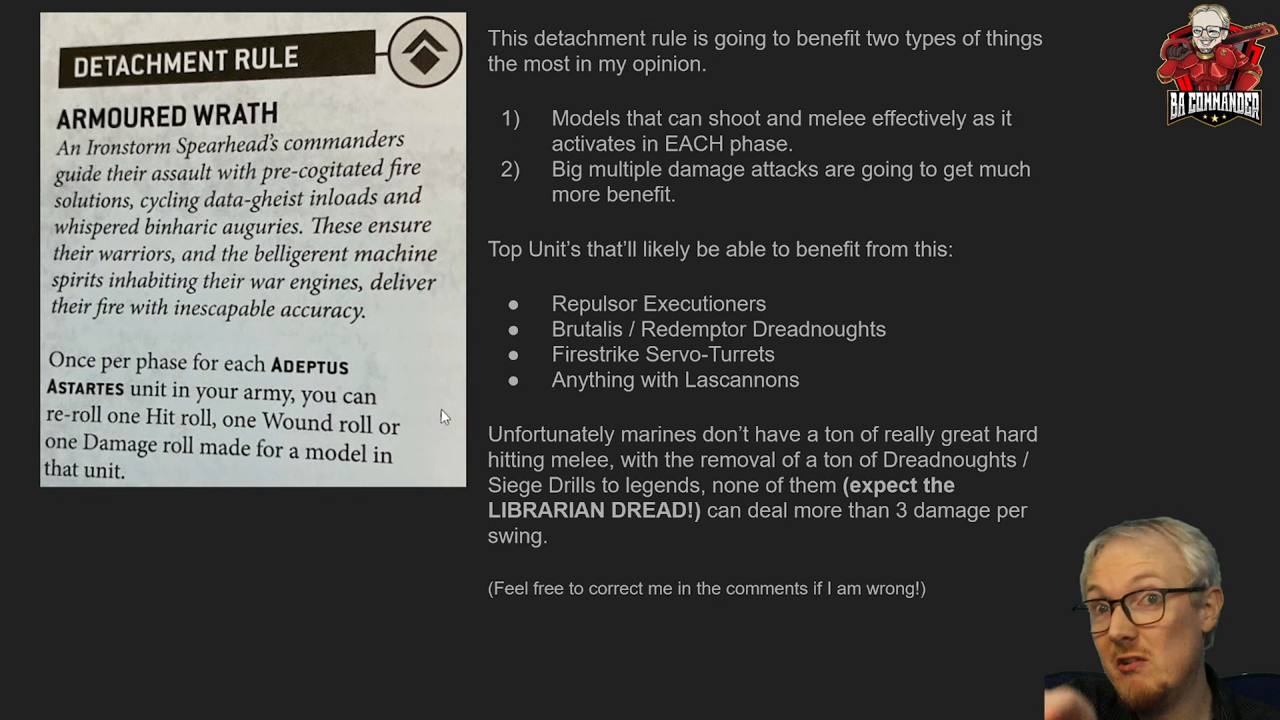 DETACHMENT RULE
ARMOURED WRATH
An Ironstorm Spearhead's commanders
guide their assault with pre-cogitated fire
solutions, cycling data-gheist inloads and
whispered binharic auguries. These ensure
their warriors, and the belligerent machine
spirits inhabiting their war engines, deliver
their fire with inescapable accuracy.
Once per phase for each ADEPTUS
ASTARTES unit in your army, you can
re-roll one Hit roll, one Wound roll or
one Damage roll made for a model in
that unit.
This detachment rule is going to benefit two types of things
the most in my opinion.
1) Models that can shoot and melee effectively as it
activates in EACH phase.
2) Big multiple damage attacks are going to get much
more benefit.
Top Unit's that'll likely be able to benefit from this:
● Repulsor Executioners
● Brutalis / Redemptor Dreadnoughts
● Firestrike Servo-Turrets
● Anything with Lascannons
Unfortunately marines don't have a ton of really great hard
hitting melee, with the removal of a ton of Dreadnoughts /
Siege Drills to legends, none of them (expect the
LIBRARIAN DREAD!) can deal more than 3 damage per
swing.
(Feel free to correct me in the comments if I am wrong!)
BA COMMANDER